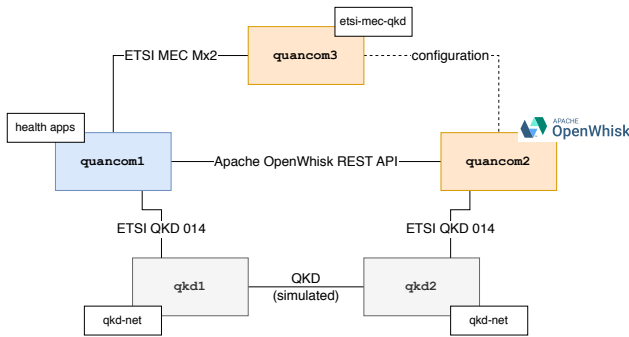 etsi-mec-qkd
ETSI MEC Mx2
quancom3
configuration
health apps
APACHE
OpenWhisk
quancom1
Apache OpenWhisk REST API
quancom2
ETSI QKD 014
ETSI QKD 014
qkd1
QKD
(simulated)
qkd2
qkd-net
qkd-net